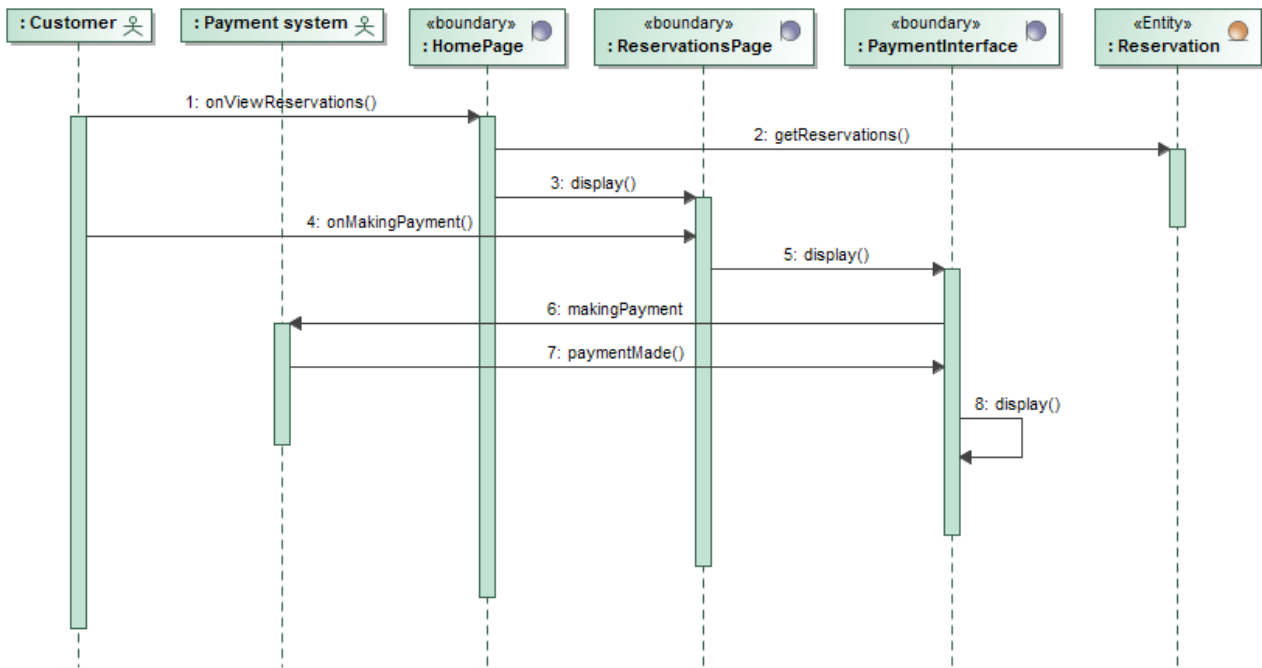 : Customer
: Payment system
«boundary»
: HomePage
«boundary»
: ReservationsPage
«boundary»
: PaymentInterface
«Entity»
: Reservation
1: onViewReservations()
2: getReservations()
3: display()
4: onMakingPayment()
5: display()
6: makingPayment
7: paymentMade()
8: display()